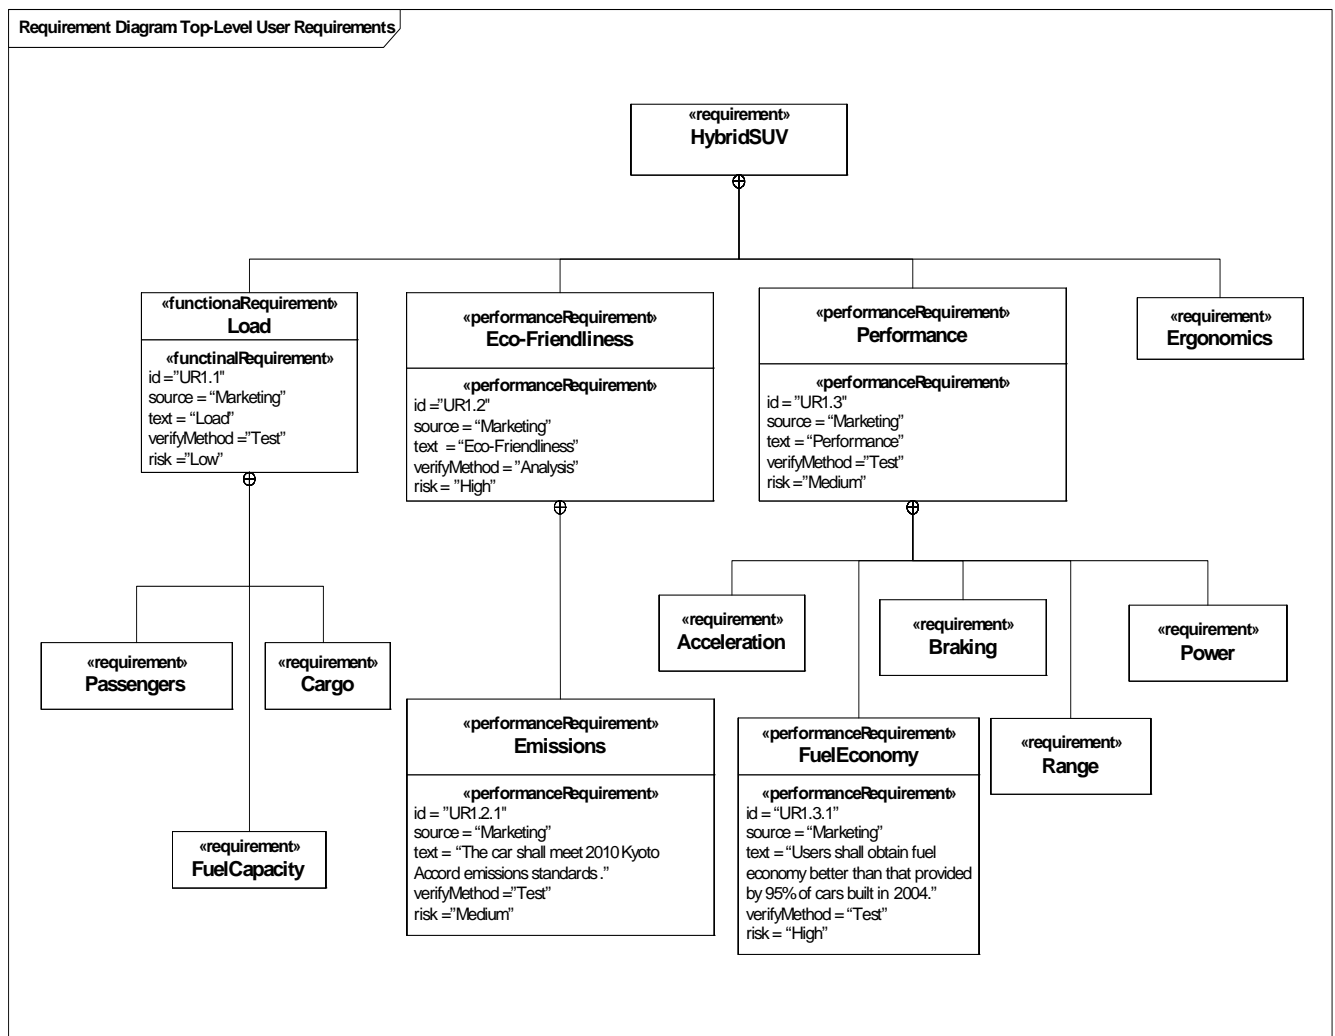 Requirement Diagram Top-Level User Requirements
«requirement»
HybridSUV
«functionaRequirement»
Load
«functinalRequirement»
id =”UR1.1"
source = “Marketing”
text = “Load”
verifyMethod =”Test”
risk =”Low”
«performanceRequirement»
Eco-Friendliness
«performanceRequirement»
id =”UR1.2"
source = “Marketing”
text = “Eco-Friendliness”
verifyMethod = ”Analysis”
risk = ”High”
«performanceRequirement»
Performance
«performanceRequirement»
id =”UR1.3"
source = “Marketing”
text = “Performance”
verifyMethod =”Test”
risk =”Medium”
«requirement»
Ergonomics
«requirement»
Passengers
«requirement»
Cargo
«requirement»
FuelCapacity
«requirement»
Acceleration
«requirement»
Braking
«requirement»
Power
«performanceRequirement»
Emissions
«performanceRequirement»
id = ”UR1.2.1"
source = “Marketing”
text = “The car shall meet 2010 Kyoto
Accord emissions standards .”
verifyMethod =”Test”
risk =”Medium”
«performanceRequirement»
FuelEconomy
«performanceRequirement»
id = “UR1.3.1”
source = “Marketing”
text = “Users shall obtain fuel
economy better than that provided
by 95% of cars built in 2004.”
verifyMethod = “Test”
risk = “High”
«requirement»
Range